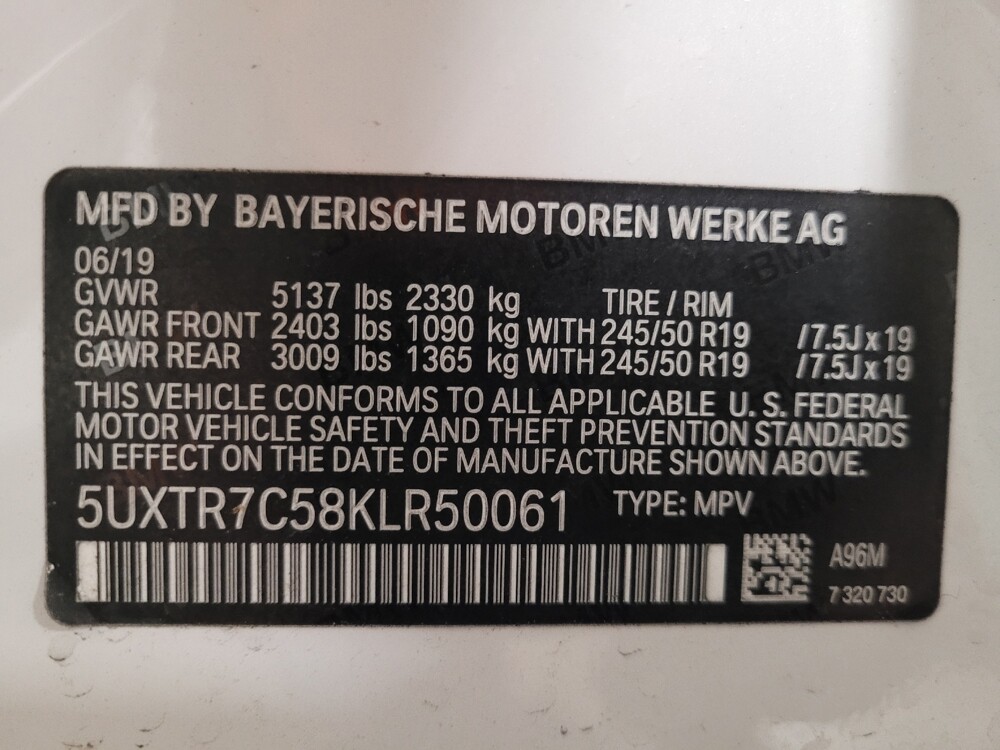 MFD BY BAYERISCHE MOTOREN WERKE AG
06/19
GVWR 5137 lbs 2330 kg TIRE / RIM
GAWR FRONT 2403 lbs 1090 kg WITH 245/50 R19 /7.5J x 19
GAWR REAR 3009 lbs 1365 kg WITH 245/50 R19 /7.5J x 19
THIS VEHICLE CONFORMS TO ALL APPLICABLE U. S. FEDERAL
MOTOR VEHICLE SAFETY AND THEFT PREVENTION STANDARDS
IN EFFECT ON THE DATE OF MANUFACTURE SHOWN ABOVE.
5UXTR7C58KLR50061 TYPE: MPV
A96M
7 320 730